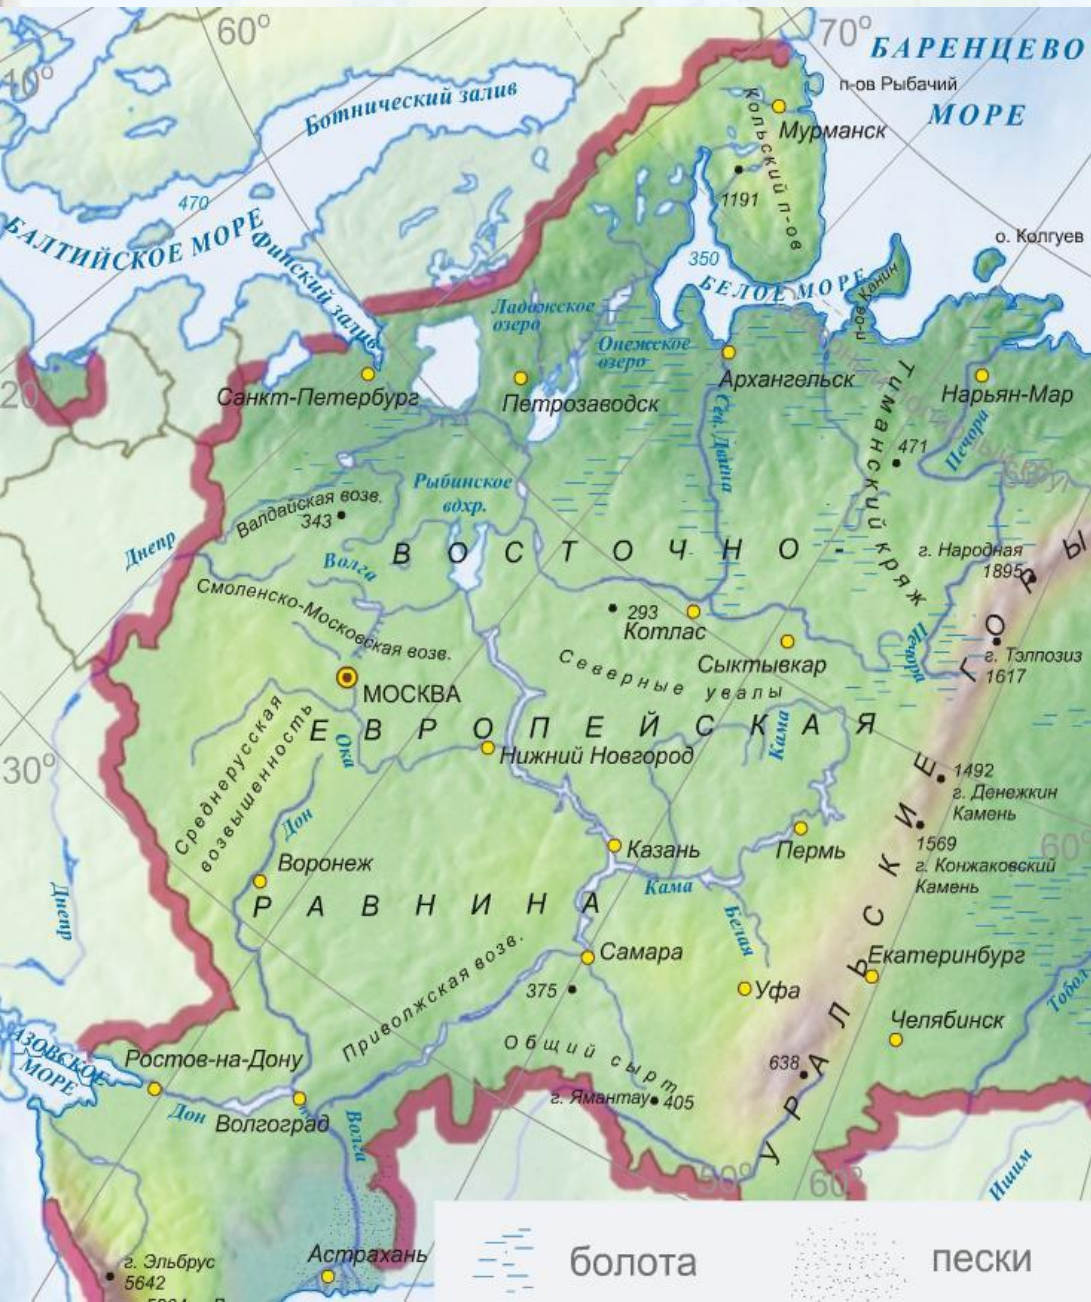 60°
70°
БАРЕНЦЕВО
МОРЕ
10°
п-ов Рыбачий
Ботнический залив
Мурманск
Кольский п-ов
1191
470
БАЛТИЙСКОЕ МОРЕ
Финский залив
о. Колгуев
350
БЕЛОЕ МОРЕ
п-ов Канин
Ладожское
озеро
Онежское
озеро
20°
Санкт-Петербург
Петрозаводск
Архангельск
Нарьян-Мар
Сев. Двина
Тиманский кряж
471
Печора
Рыбинское
вдхр.
Валдайская возв.
343
Днепр
Волга
ВОСТОЧНО-
г. Народная
1895
Смоленско-Московская возв.
293
Котлас
Сыктывкар
Печора
г. Тэлпозиз
1617
Северные увалы
МОСКВА
ЕВРОПЕЙСКАЯ
Среднерусская
возвышенность
Ока
Нижний Новгород
Кама
30°
1492
г. Денежкин
Камень
1569
г. Конжаковский
Камень
60°
Дон
Воронеж
Казань
Пермь
Кама
Днепр
РАВНИНА
Белая
Самара
Екатеринбург
Приволжская возв.
375
Уфа
Челябинск
Тобол
АЗОВСКОЕ
МОРЕ
Ростов-на-Дону
Общий сырт
638
г. Ямантау
405
Дон
Волгоград
Волга
УРАЛЬСКИЕ ГОРЫ
50°
60°
Ишим
г. Эльбрус
5642
Астрахань
болота
пески